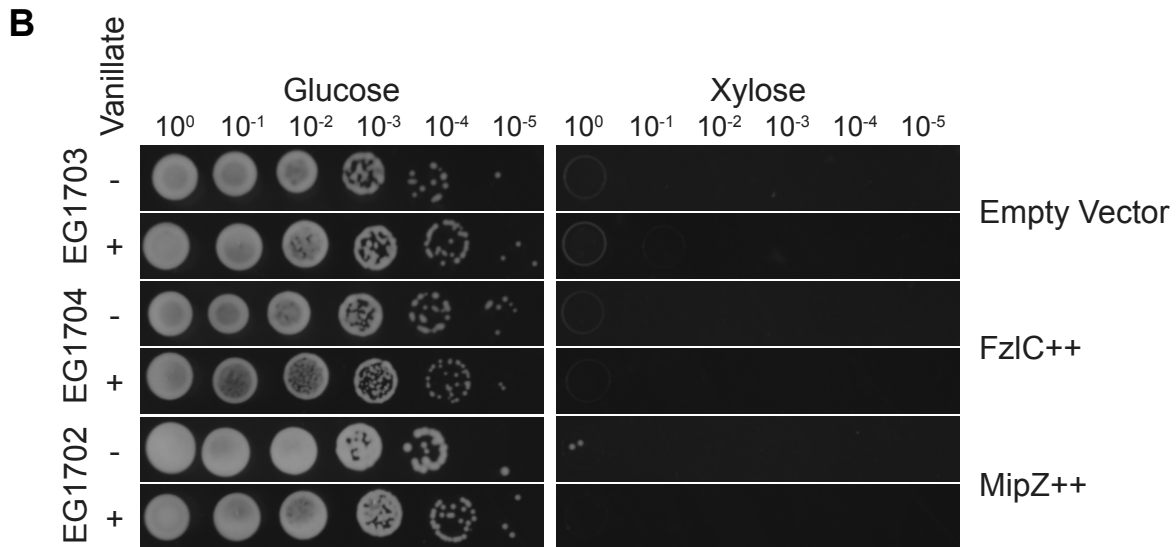 B
Vanillate
Glucose
Xylose
10⁰ 10⁻¹ 10⁻² 10⁻³ 10⁻⁴ 10⁻⁵
10⁰ 10⁻¹ 10⁻² 10⁻³ 10⁻⁴ 10⁻⁵
EG1703
-
+
Empty Vector
EG1704
-
+
FzlC++
EG1702
-
+
MipZ++